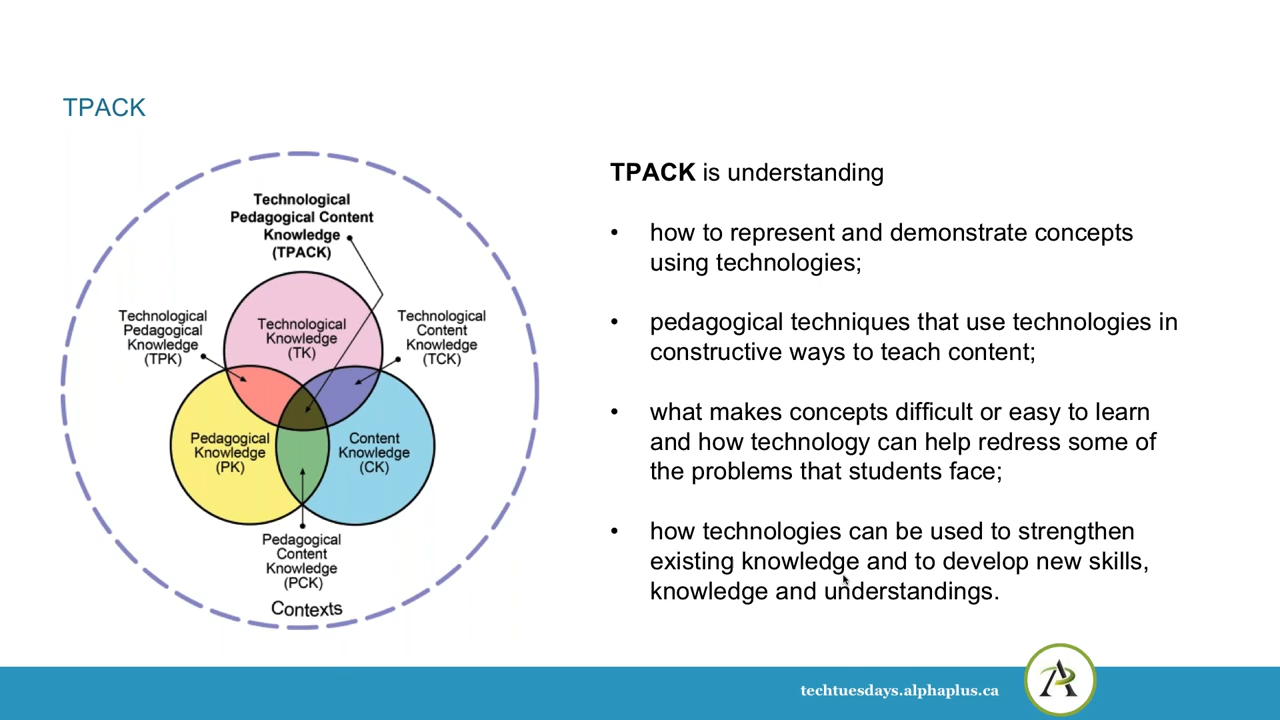 TPACK
Technological
Pedagogical Content
Knowledge
(TPACK)
Technological
Pedagogical
Knowledge
(TPK)
Technological
Knowledge
(TK)
Technological
Content
Knowledge
(TCK)
Pedagogical
Knowledge
(PK)
Content
Knowledge
(CK)
Pedagogical
Content
Knowledge
(PCK)
Contexts
TPACK is understanding
• how to represent and demonstrate concepts
using technologies;
• pedagogical techniques that use technologies in
constructive ways to teach content;
• what makes concepts difficult or easy to learn
and how technology can help redress some of
the problems that students face;
• how technologies can be used to strengthen
existing knowledge and to develop new skills,
knowledge and understandings.
techtuesdays.alphaplus.ca